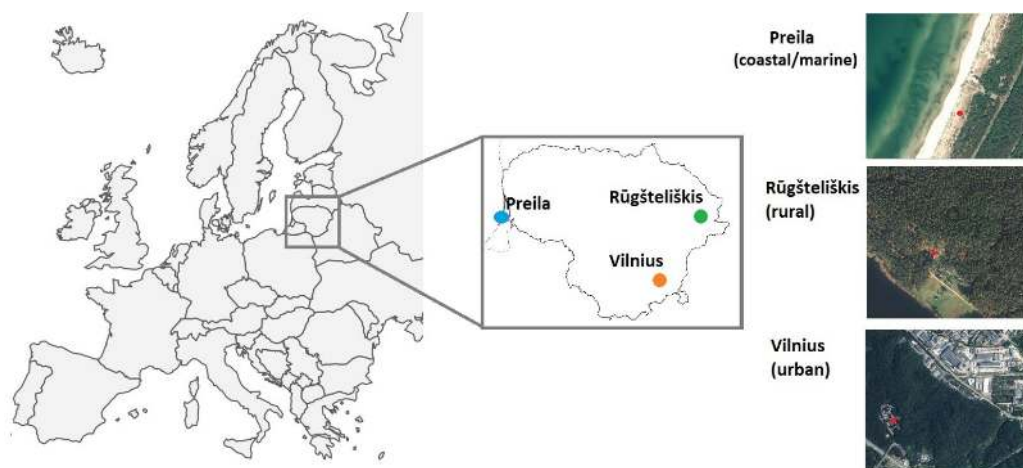 Preila
(coastal/marine)
Preila
Rūgšteliškis
Vilnius
Rūgšteliškis
(rural)
Vilnius
(urban)